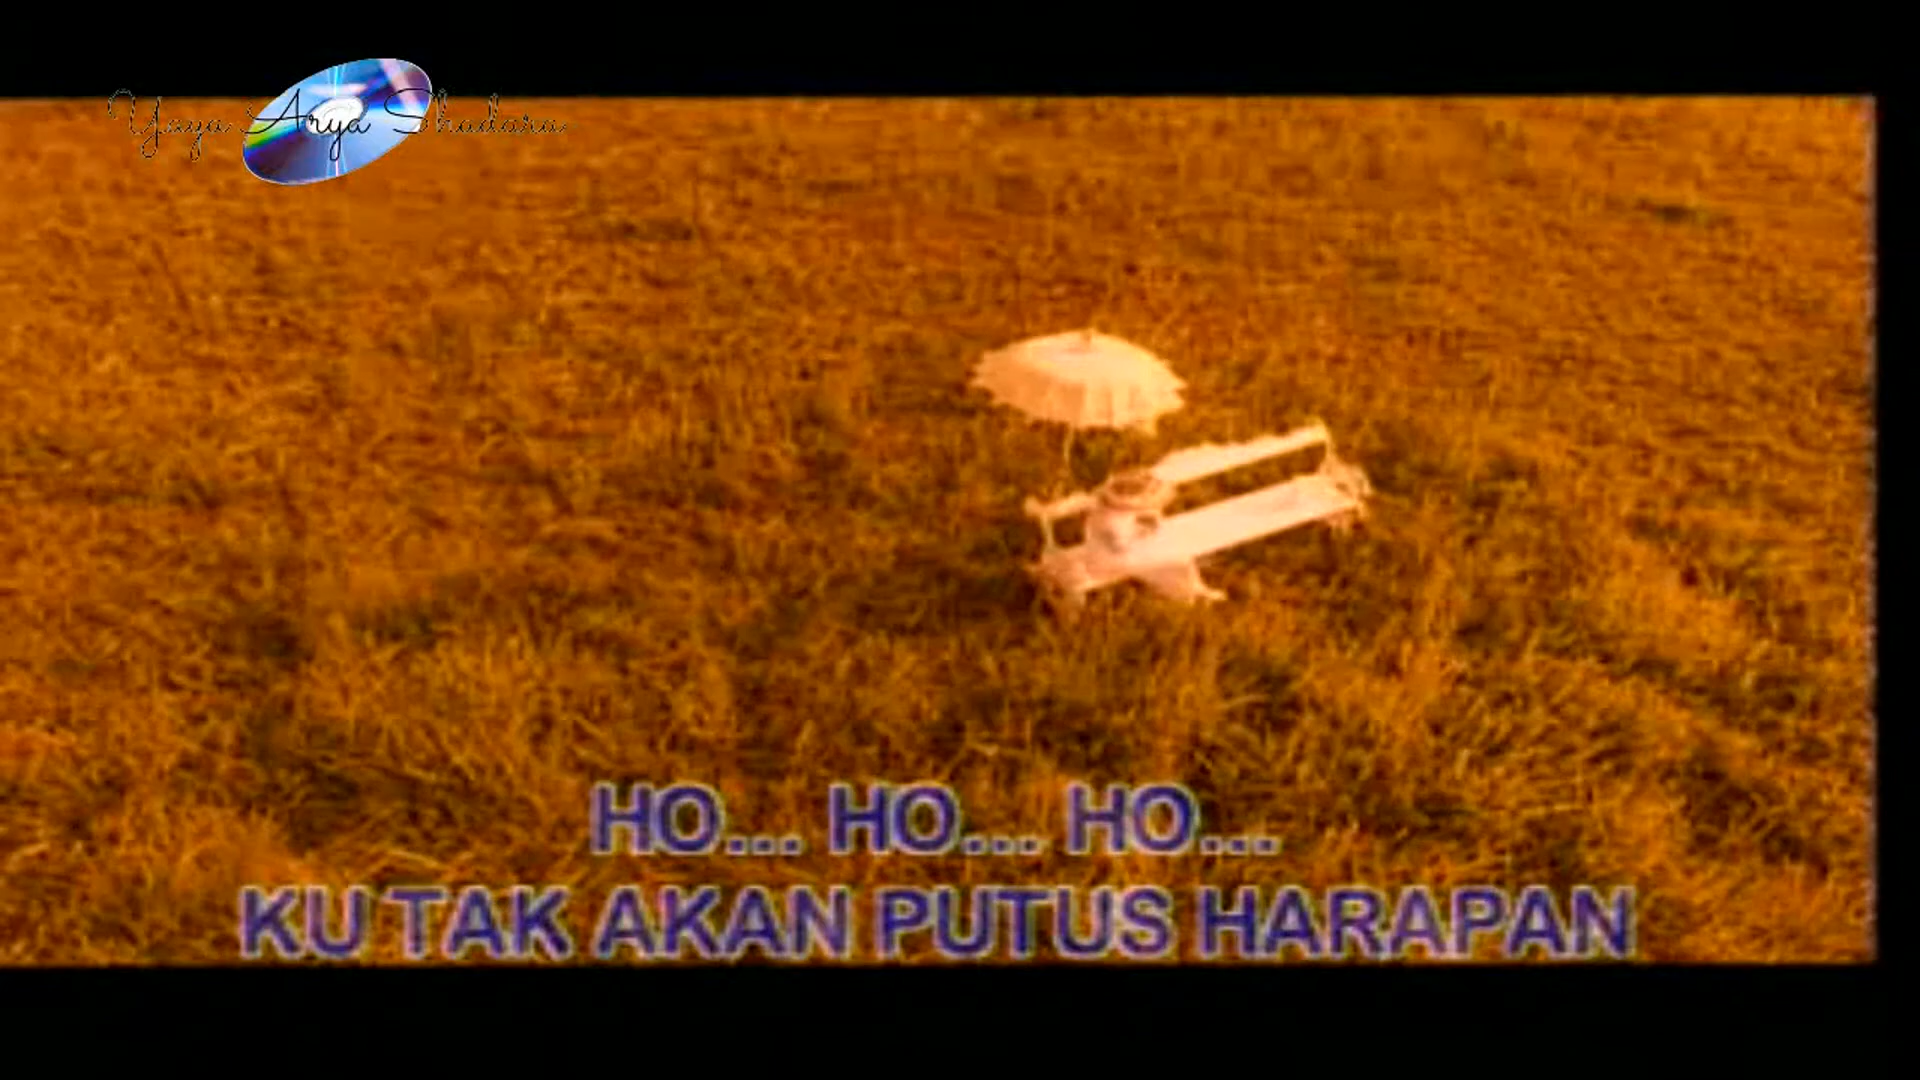 Yaya Arya Shadara
HO... HO... HO...
KU TAK AKAN PUTUS HARAPAN